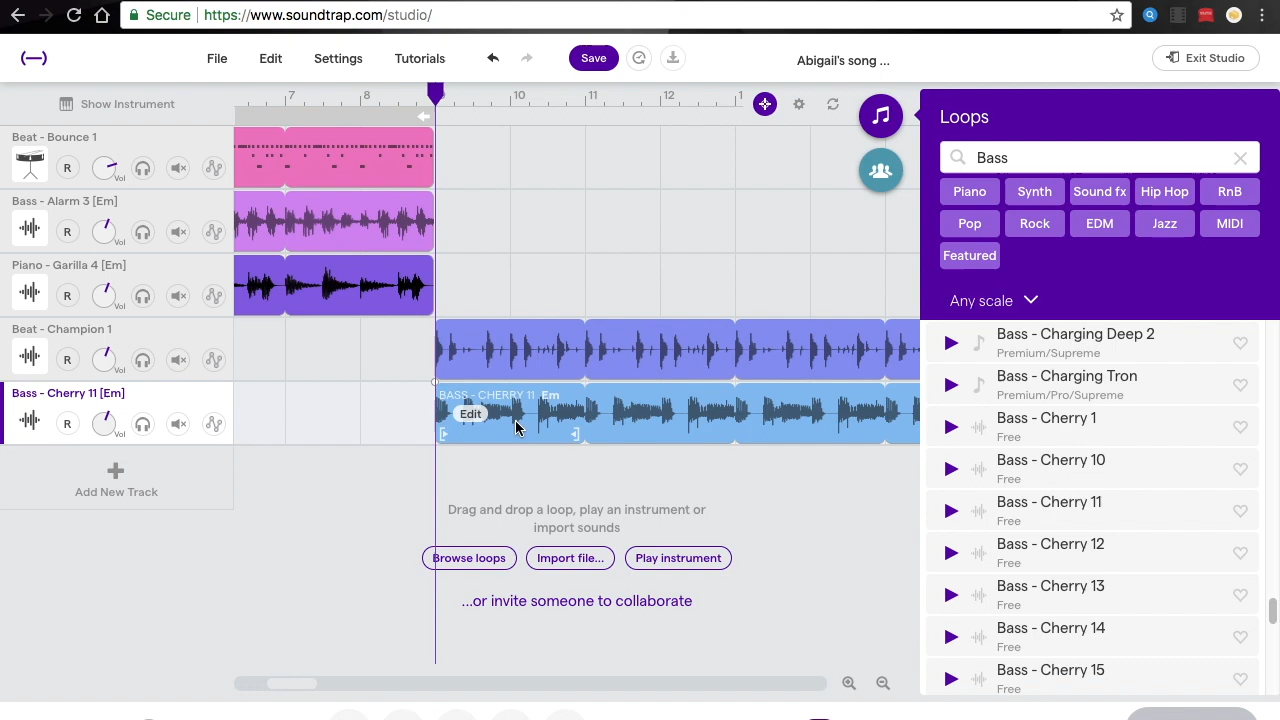 Secure https://www.soundtrap.com/studio/
File Edit Settings Tutorials Save Abigail's song ... Exit Studio
Show Instrument
7 8 10 11 12 1
Loops
Bass
Piano Synth Sound fx Hip Hop RnB
Pop Rock EDM Jazz MIDI
Featured
Any scale
Beat - Bounce 1
R Vol
Bass - Alarm 3 [Em]
R Vol
Piano - Garilla 4 [Em]
R Vol
Beat - Champion 1
R Vol
Bass - Cherry 11 [Em]
R Vol
BASS - CHERRY 11 Em
Edit
Add New Track
Drag and drop a loop, play an instrument or
import sounds
Browse loops Import file... Play instrument
...or invite someone to collaborate
Bass - Charging Deep 2
Premium/Supreme
Bass - Charging Tron
Premium/Pro/Supreme
Bass - Cherry 1
Free
Bass - Cherry 10
Free
Bass - Cherry 11
Free
Bass - Cherry 12
Free
Bass - Cherry 13
Free
Bass - Cherry 14
Free
Bass - Cherry 15
Free